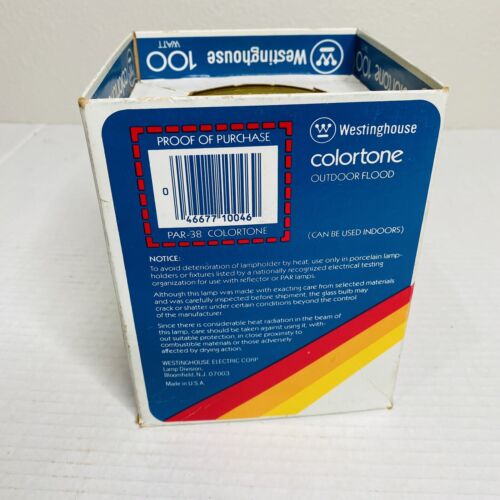 100 WATT
Westinghouse
colortone
colortone 100
PROOF OF PURCHASE
0
46677 10046
PAR-38 COLORTONE
Westinghouse
colortone
OUTDOOR FLOOD
(CAN BE USED INDOORS)
NOTICE:
To avoid deterioration of lampholder by heat, use only in porcelain lamp-
holders or fixtures listed by a nationally recognized electrical testing
organization for use with reflector or PAR lamps.
Although this lamp was made with exacting care from selected materials
and was carefully inspected before shipment, the glass bulb may
crack or shatter under certain conditions beyond the control
of the manufacturer.
Since there is considerable heat radiation in the beam of
this lamp, care should be taken against using it, with-
out suitable protection, in close proximity to
combustible materials or those adversely
affected by drying action.
WESTINGHOUSE ELECTRIC CORP.
Lamp Division,
Bloomfield, N.J. 07003
Made in U.S.A.